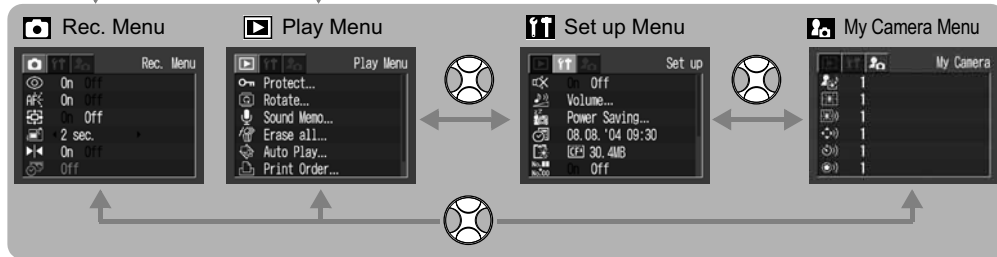 Rec. Menu
Play Menu
Set up Menu
My Camera Menu
Rec. Menu
On Off
AF On Off
On Off
2 sec.
On Off
Off
Play Menu
Protect...
Rotate...
Sound Memo...
Erase all...
Auto Play...
Print Order...
Set up
On Off
Volume...
Power Saving...
08.08.'04 09:30
CF 30.4MB
On Off
My Camera
1
1
1
1
1
1